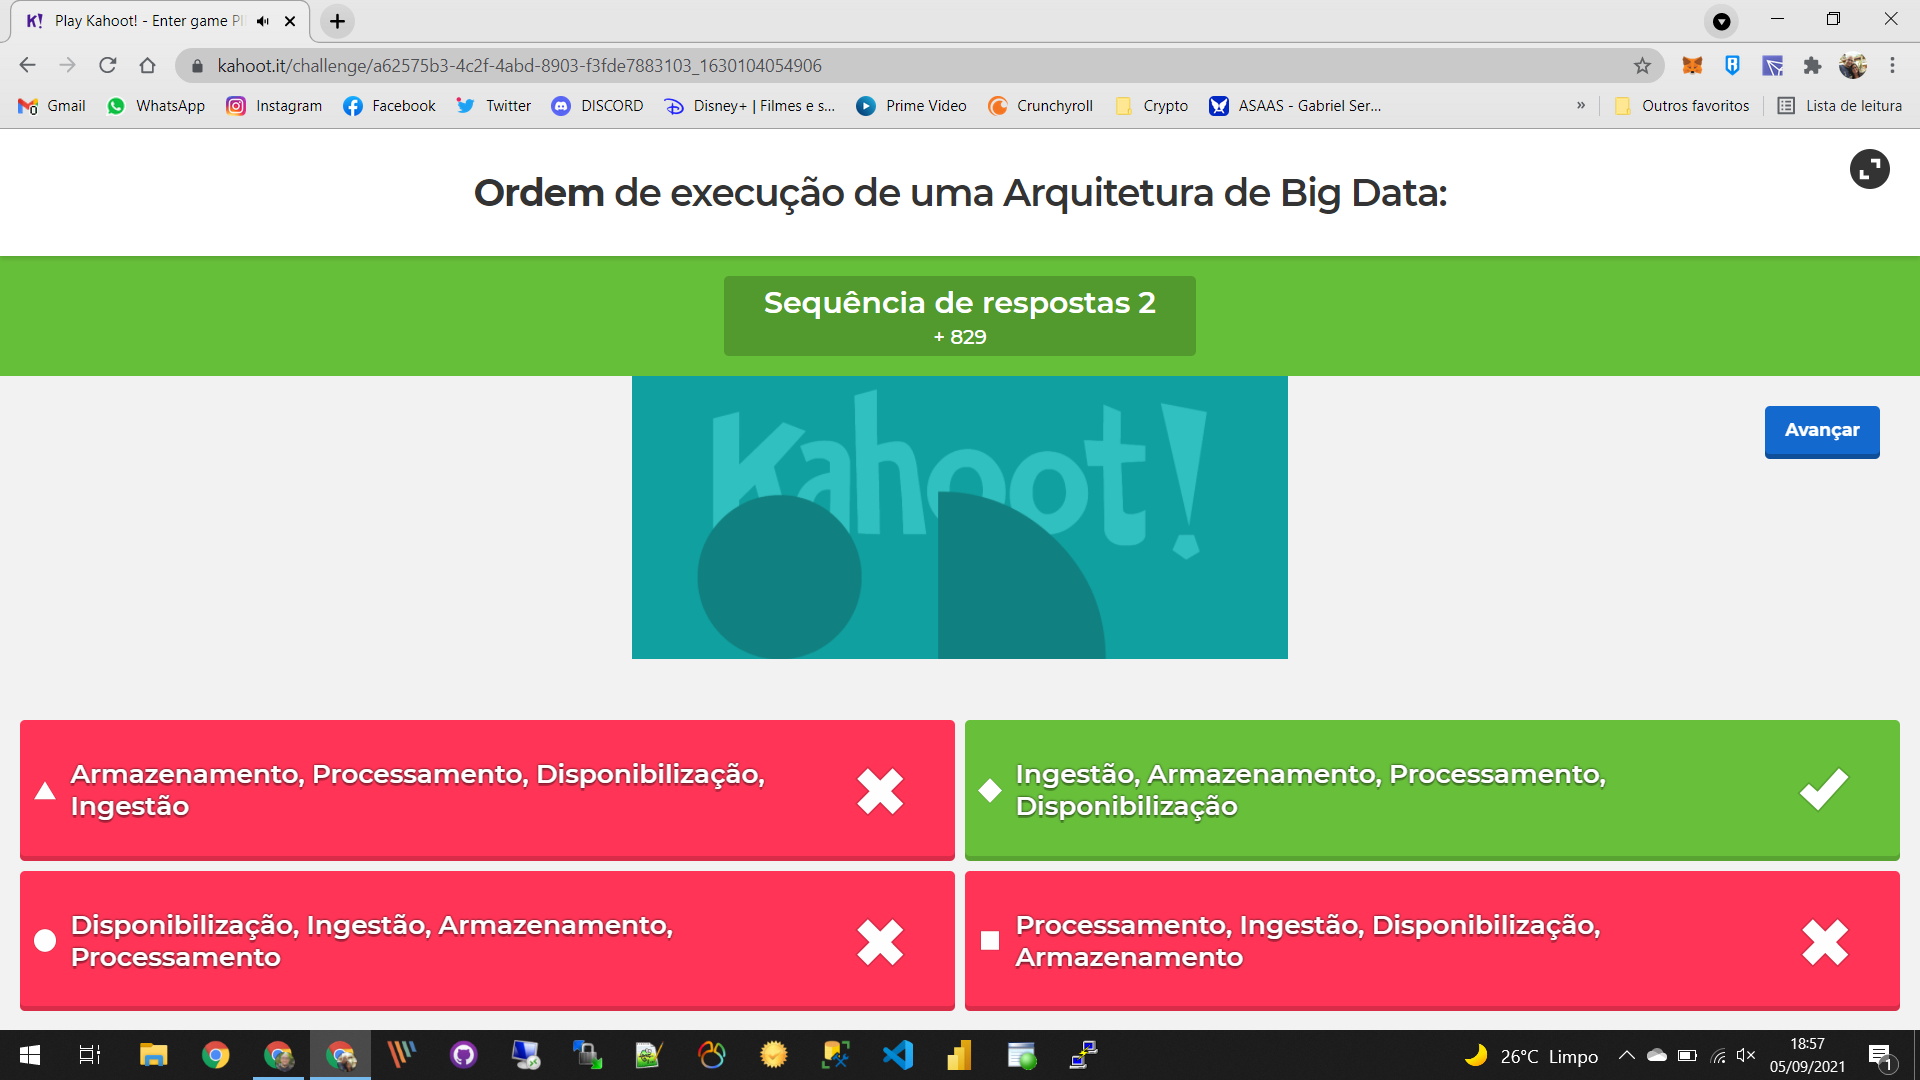 Play Kahoot! - Enter game P
kahoot.it/challenge/a62575b3-4c2f-4abd-8903-f3fde7883103_1630104054906
Gmail WhatsApp Instagram Facebook Twitter DISCORD Disney+ | Filmes e s... Prime Video Crunchyroll Crypto ASAAS - Gabriel Ser... » Outros favoritos Lista de leitura
Ordem de execução de uma Arquitetura de Big Data:
Sequência de respostas 2
+ 829
Kahoot!
Avançar
Armazenamento, Processamento, Disponibilização,
Ingestão
Ingestão, Armazenamento, Processamento,
Disponibilização
Disponibilização, Ingestão, Armazenamento,
Processamento
Processamento, Ingestão, Disponibilização,
Armazenamento
26°C Limpo
18:57
05/09/2021
1